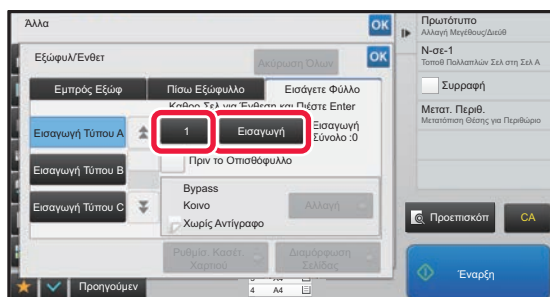 Άλλα
OK
Εξώφυλ/Ένθετ
Ακύρωση Όλων
OK
Εμπρός Εξώφ
Πίσω Εξώφυλλο
Εισάγετε Φύλλο
Καθορ Σελ για Ένθεση και Πιέστε Enter
Εισαγωγή Τύπου A
1
Εισαγωγή
Εισαγωγή
Σύνολο :0
Εισαγωγή Τύπου B
Πριν το Οπισθόφυλλο
Εισαγωγή Τύπου C
Bypass
Κοινο
Χωρίς Αντίγραφο
Αλλαγή
Ρυθμίσ. Κασέτ.
Χαρτιού
Διαμόρφωση
Σελίδας
Προηγούμεν
4 A4
Πρωτότυπο
Αλλαγή Μεγέθους/Διεύθ
N-σε-1
Τοποθ Πολλαπλών Σελ στη Σελ Α
Συρραφή
Μετατ. Περιθ.
Μετατόπιση Θέσης για Περιθώριο
Προεπισκόπ
CA
Έναρξη